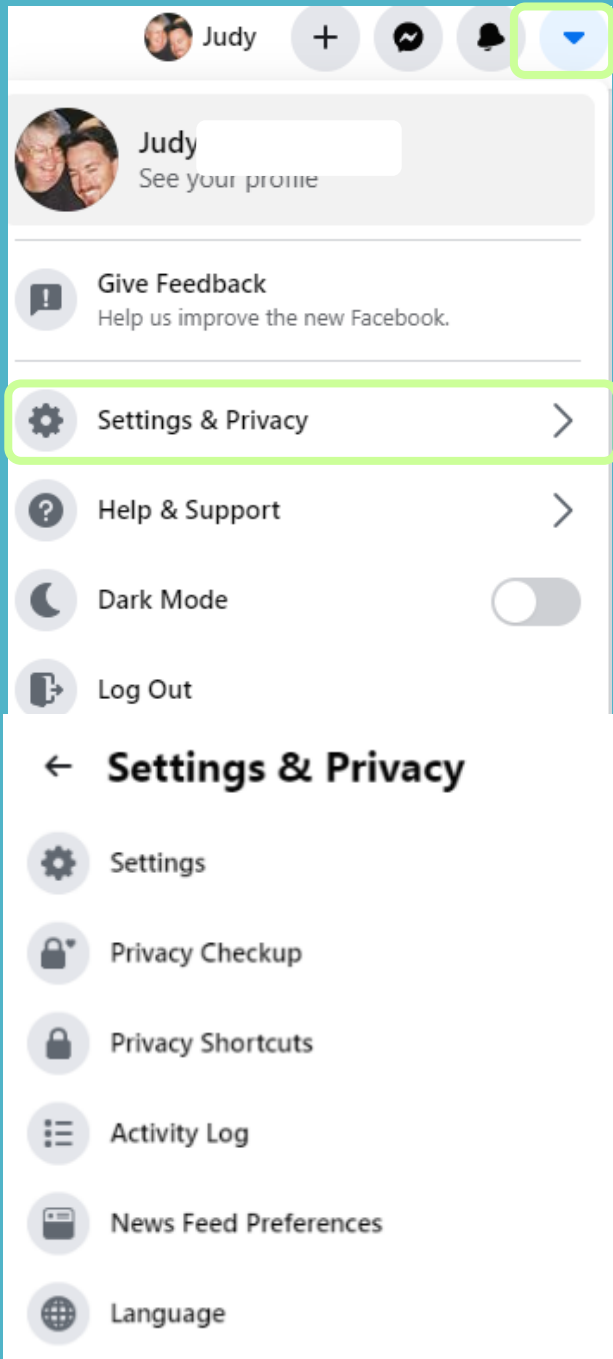 Judy
Judy
See your profile
Give Feedback
Help us improve the new Facebook.
Settings & Privacy
Help & Support
Dark Mode
Log Out
Settings & Privacy
Settings
Privacy Checkup
Privacy Shortcuts
Activity Log
News Feed Preferences
Language